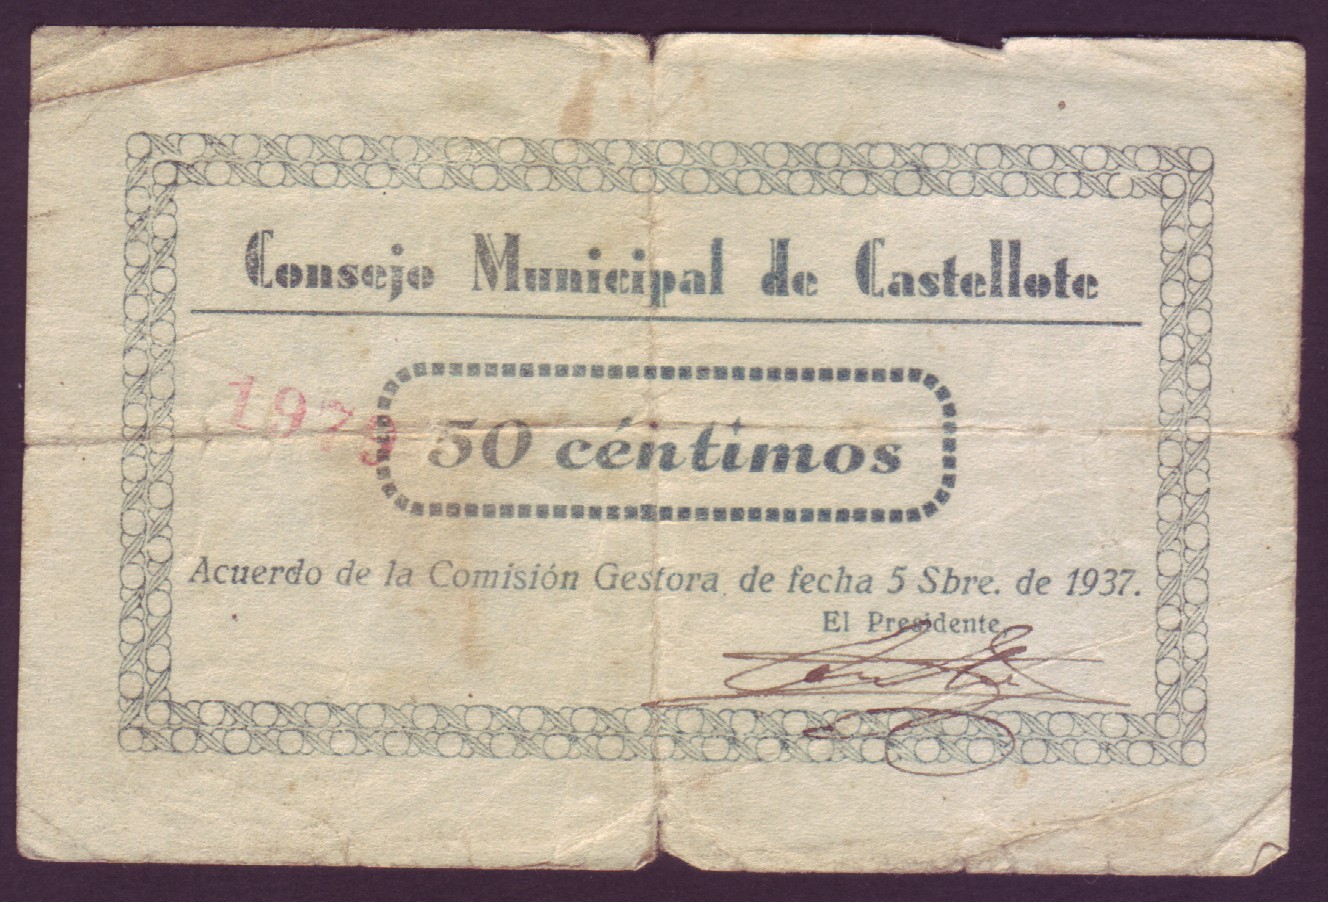 Consejo Municipal de Castellote
1979
50 céntimos
Acuerdo de la Comisión Gestora de fecha 5 Sbre. de 1937.
El Presidente,